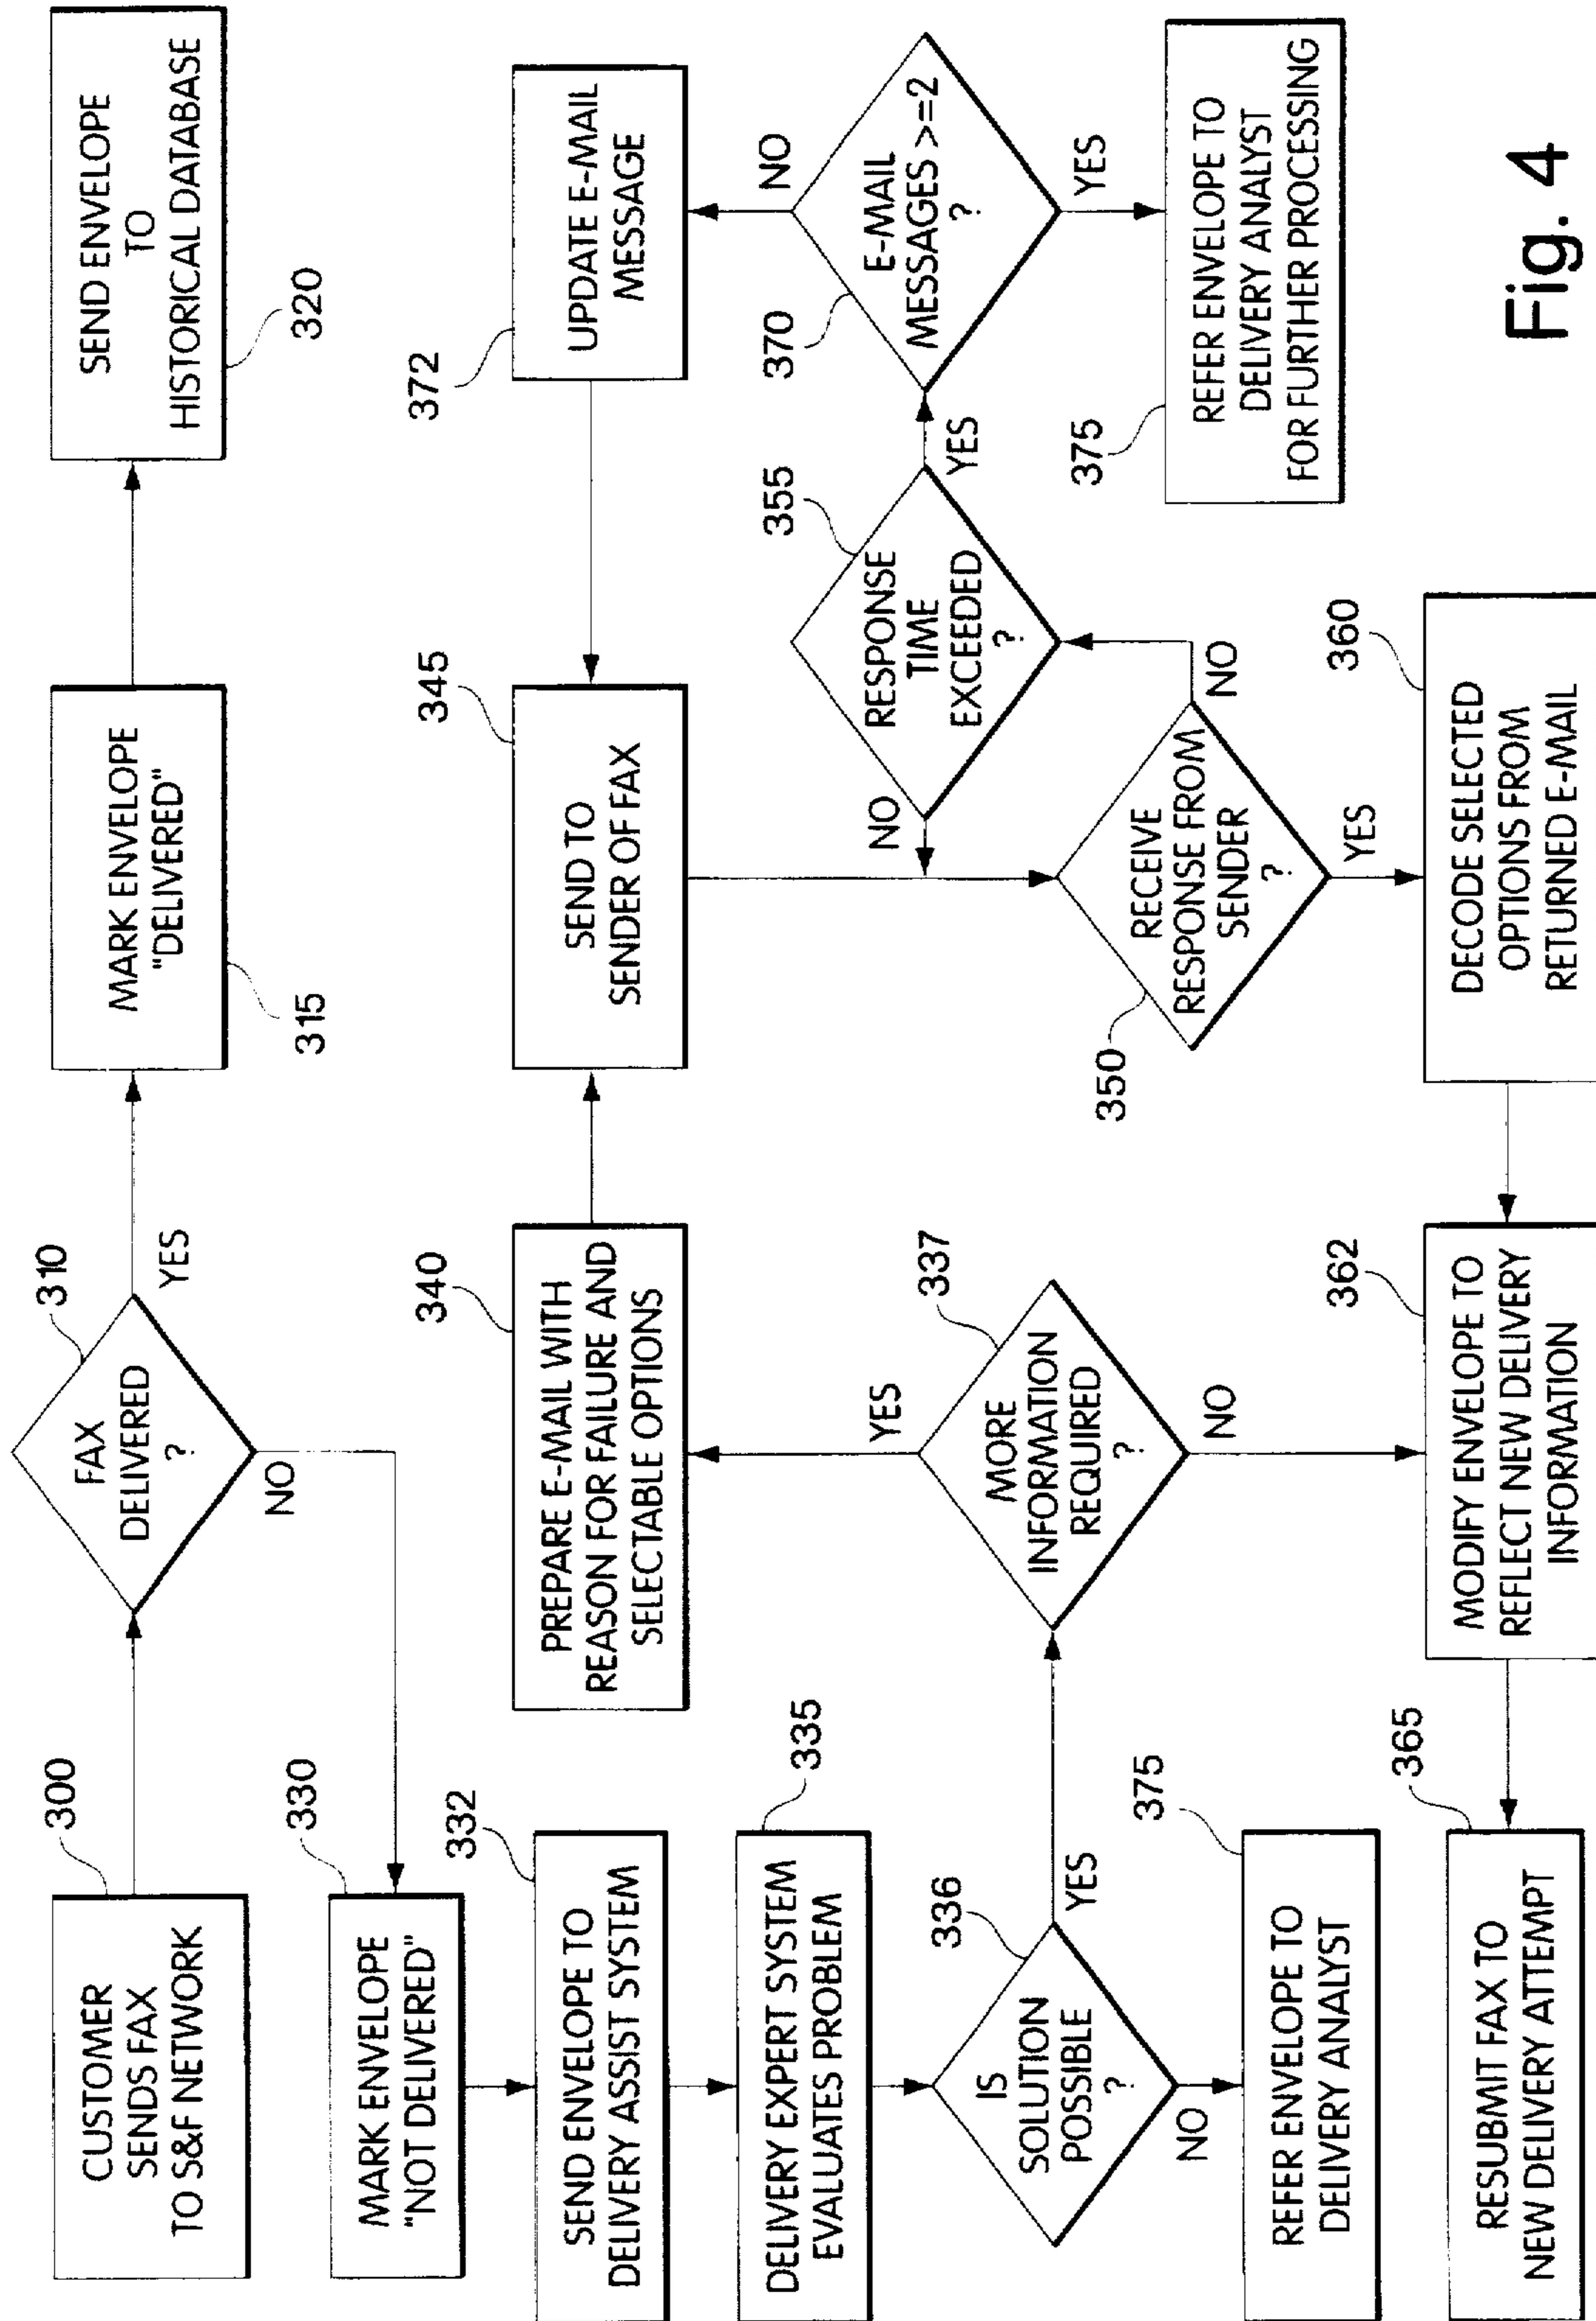 300
CUSTOMER
SENDS FAX
TO S&F NETWORK
310
FAX
DELIVERED
?
YES
NO
MARK ENVELOPE
"DELIVERED"
315
SEND ENVELOPE
TO
HISTORICAL DATABASE
320
330
MARK ENVELOPE
"NOT DELIVERED"
332
SEND ENVELOPE TO
DELIVERY ASSIST SYSTEM
335
DELIVERY EXPERT SYSTEM
EVALUATES PROBLEM
336
IS
SOLUTION
POSSIBLE
?
YES
NO
375
REFER ENVELOPE TO
DELIVERY ANALYST
337
MORE
INFORMATION
REQUIRED
?
YES
NO
340
PREPARE E-MAIL WITH
REASON FOR FAILURE AND
SELECTABLE OPTIONS
345
SEND TO
SENDER OF FAX
350
RECEIVE
RESPONSE FROM
SENDER
?
NO
YES
355
RESPONSE
TIME
EXCEEDED
?
NO
YES
370
E-MAIL
MESSAGES >=2
?
NO
YES
372
UPDATE E-MAIL
MESSAGE
375
REFER ENVELOPE TO
DELIVERY ANALYST
FOR FURTHER PROCESSING
360
DECODE SELECTED
OPTIONS FROM
RETURNED E-MAIL
362
MODIFY ENVELOPE TO
REFLECT NEW DELIVERY
INFORMATION
365
RESUBMIT FAX TO
NEW DELIVERY ATTEMPT
Fig. 4